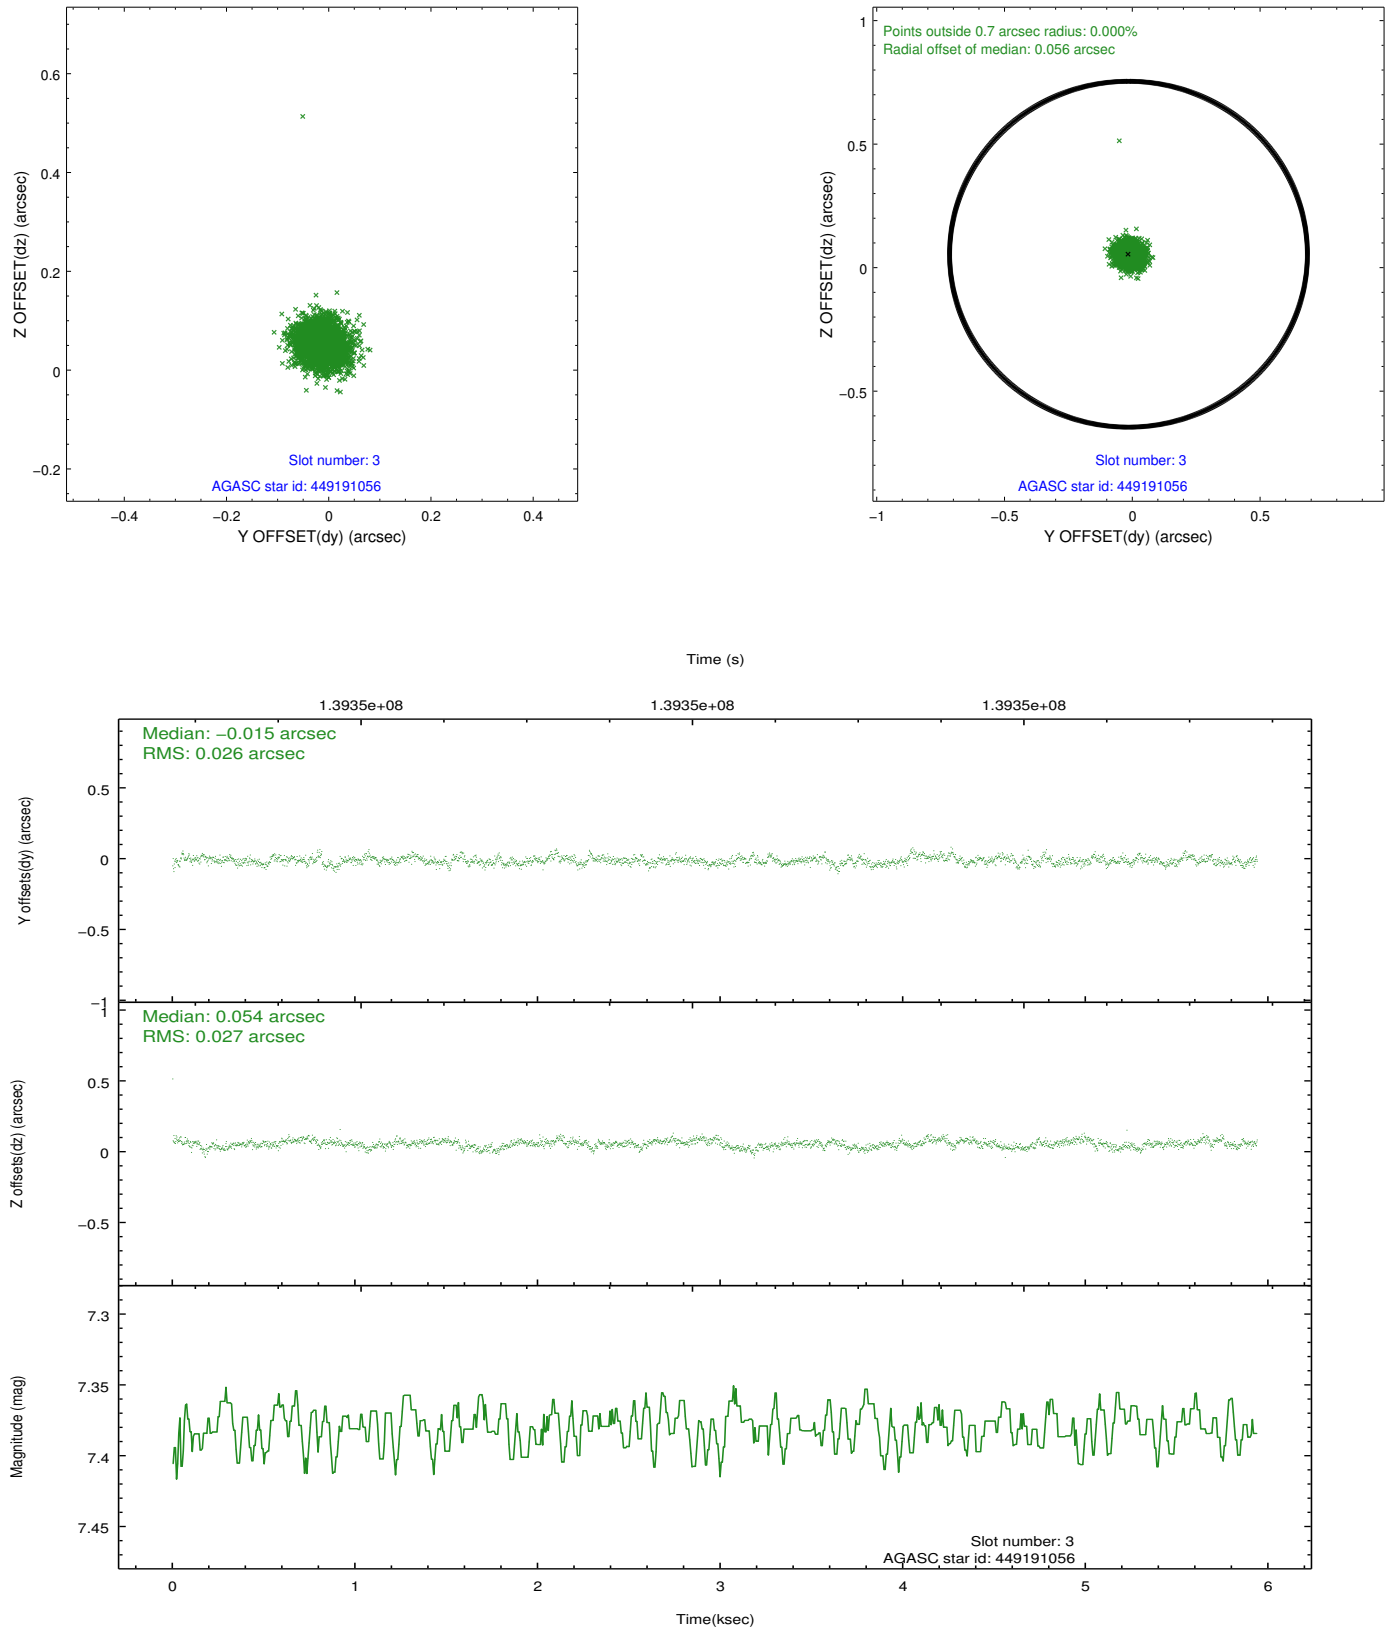 0.6
0.4
0.2
0
−0.2
Z OFFSET(dz) (arcsec)
Slot number: 3
AGASC star id: 449191056
−0.4 −0.2 0 0.2 0.4
Y OFFSET(dy) (arcsec)
Points outside 0.7 arcsec radius: 0.000%
Radial offset of median: 0.056 arcsec
1
0.5
0
−0.5
Z OFFSET(dz) (arcsec)
Slot number: 3
AGASC star id: 449191056
−1 −0.5 0 0.5
Y OFFSET(dy) (arcsec)
Time (s)
1.3935e+08 1.3935e+08 1.3935e+08
Median: −0.015 arcsec
RMS: 0.026 arcsec
0.5
0
−0.5
−1
Y offsets(dy) (arcsec)
Median: 0.054 arcsec
RMS: 0.027 arcsec
1
0.5
0
−0.5
Z offsets(dz) (arcsec)
7.3
7.35
7.4
7.45
Magnitude (mag)
Slot number: 3
AGASC star id: 449191056
0 1 2 3 4 5 6
Time(ksec)